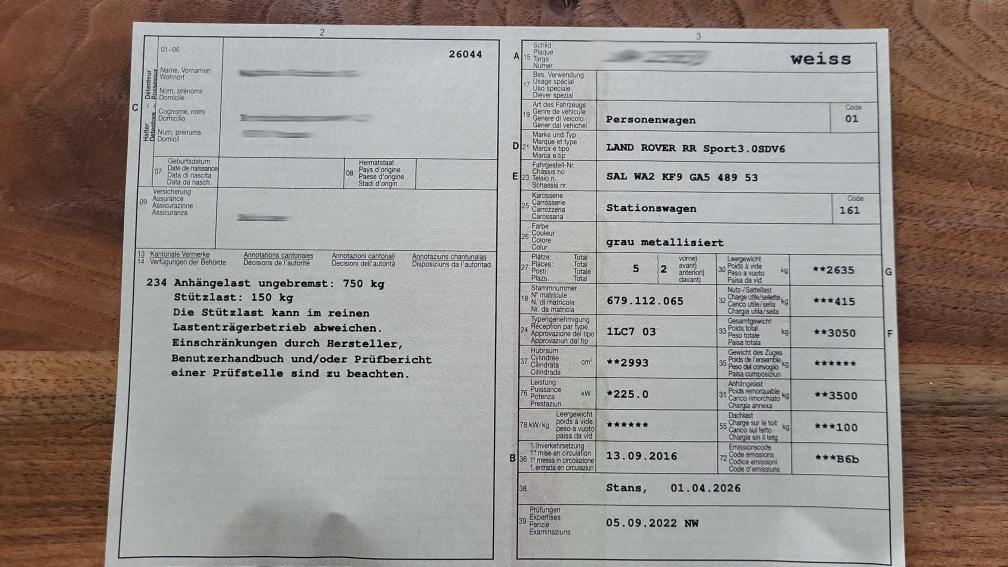 2
01-06
26044
C
Halter - Détenteur
Detentore - Possessur
Name, Vornamen
Wohnort
Nom, prénoms
Domicile
Cognome, nomi
Domicilio
Num, prenums
Domicil
07
Geburtsdatum
Date de naissance
Data di nascita
Data da nasch.
08
Heimatstaat
Pays d'origine
Paese d'origine
Stadi d'origin
09
Versicherung
Assurance
Assicurazione
Assicuranza
13 Kantonale Vermerke
14 Verfügungen der Behörde
Annotations cantonales
Décisions de l'autorité
Annotazioni cantonali
Decisioni dell'autorità
Annotaziuns chantunalas
Disposiziuns da l'autoritad
234 Anhängelast ungebremst: 750 kg
Stützlast: 150 kg
Die Stützlast kann im reinen
Lastenträgerbetrieb abweichen.
Einschränkungen durch Hersteller,
Benutzerhandbuch und/oder Prüfbericht
einer Prüfstelle sind zu beachten.
3
A 15
Schild
Plaque
Targa
Numer
weiss
17
Bes. Verwendung
Usage spécial
Uso speciale
Diever spezial
19
Art des Fahrzeugs
Genre de véhicule
Genere di veicolo
Gener dal vehichel
Personenwagen
Code
01
D 21
Marke und Typ
Marque et type
Marca e tipo
Marca e tip
LAND ROVER RR Sport3.0SDV6
E 23
Fahrgestell-Nr.
Châssis no
Telaio n.
Schassis nr.
SAL WA2 KF9 GA5 489 53
25
Karosserie
Carrosserie
Carrozzeria
Carossaria
Stationswagen
Code
161
26
Farbe
Couleur
Colore
Colur
grau metallisiert
27
Plätze: Total
Places: Total
Posti: Totale
Plazs: Total
5 (2
vorne)
avant)
anteriori)
davant)
30
Leergewicht
Poids à vide
Peso a vuoto
Paisa da vid
kg
**2635
G
18
Stammnummer
N° matricule
N. di matricola
Nr. da matricla
679.112.065
32
Nutz-/Sattellast
Charge utile/sellette
Carico utile/sella
Chargia utila/sella
kg
***415
24
Typengenehmigung
Réception par type
Approvazione del tipo
Approvaziun dal tip
1LC7 03
33
Gesamtgewicht
Poids total
Peso totale
Paisa totala
kg
**3050
F
37
Hubraum
Cylindrée
Cilindrata
Cilindrada
cm³
**2993
35
Gewicht des Zuges
Poids de l'ensemble
Peso del convoglio
Paisa cumposiziun
kg
******
76
Leistung
Puissance
Potenza
Prestaziun
kW
*225.0
31
Anhängelast
Poids remorquable
Carico rimorchiato
Chargia annexa
kg
**3500
78 kW/kg
Leergewicht
poids à vide
peso a vuoto
paisa da vid
******
55
Dachlast
Charge sur le toit
Carico sul tetto
Chargia sin il tetg
kg
***100
B 36
1. Inverkehrsetzung
1re mise en circulation
1a messa in circolazione
1. entrada en circulaziun
13.09.2016
72
Emissionscode
Code émissions
Codice emissioni
Code d'emissiuns
***B6b
38
Stans, 01.04.2026
39
Prüfungen
Expertises
Perizie
Examinaziuns
05.09.2022 NW